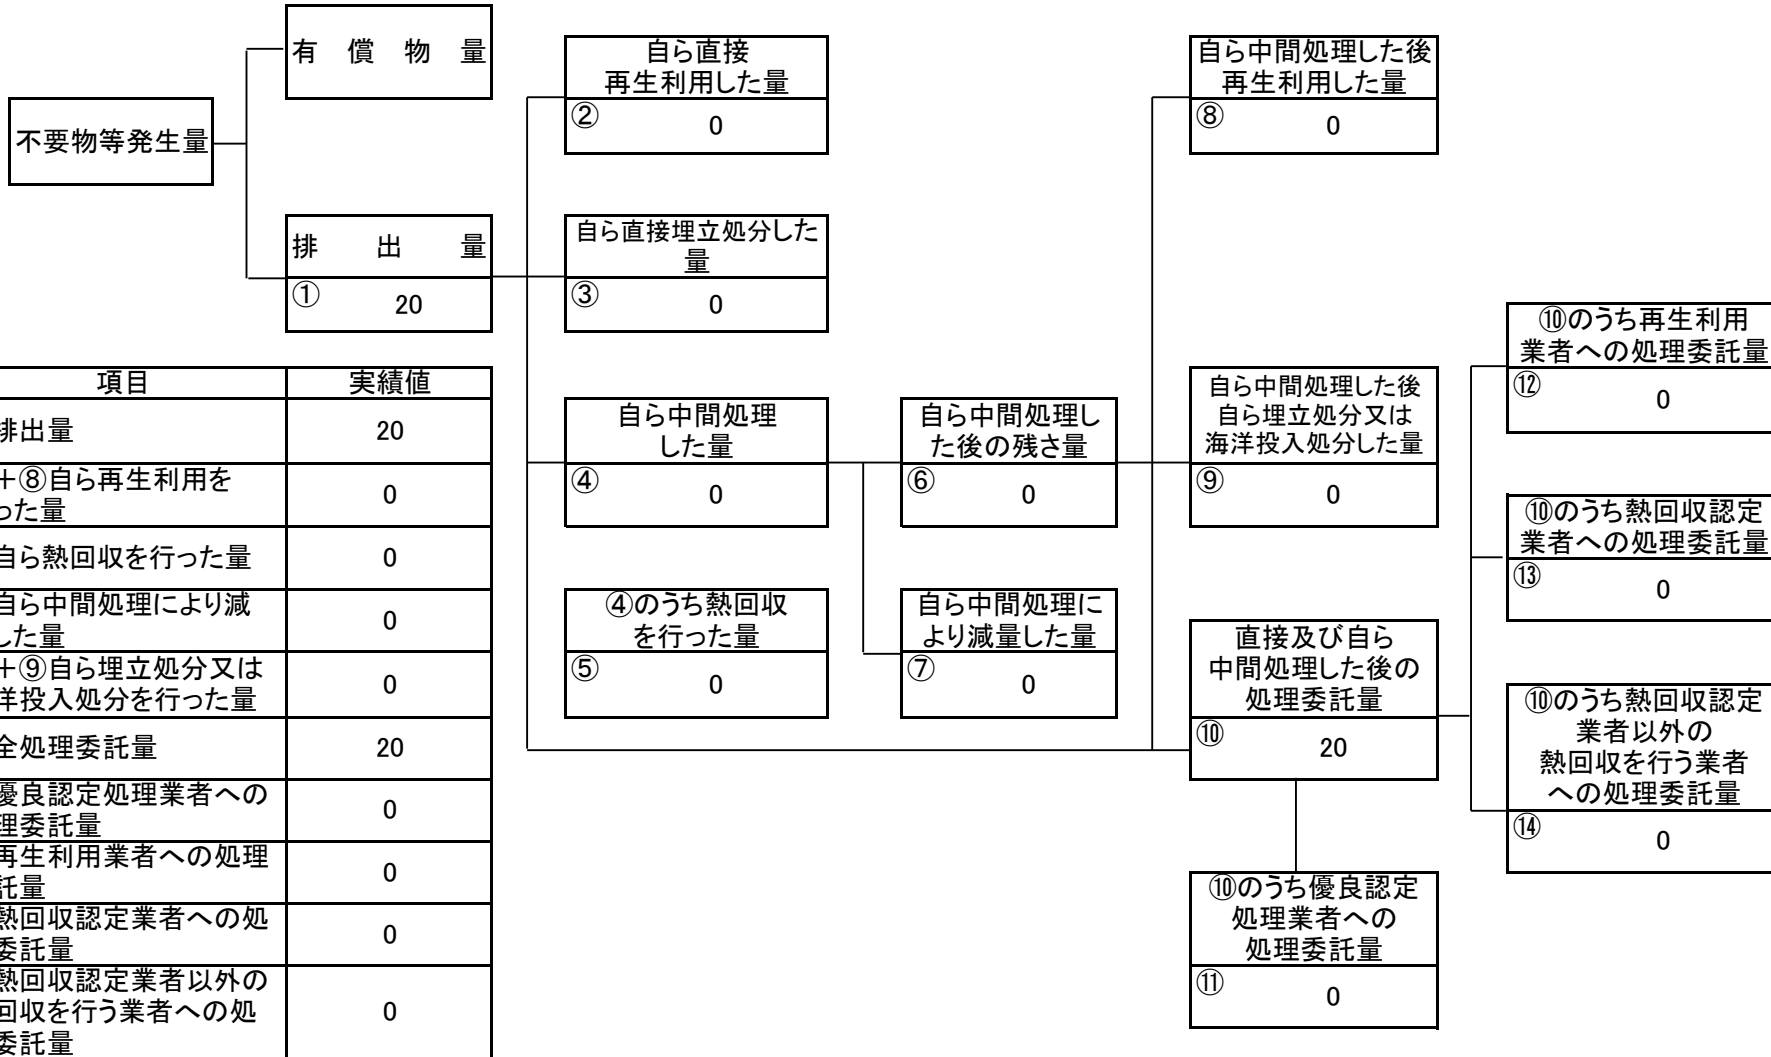 有償物量
不要物等発生量
排出量
①
20
自ら直接
再生利用した量
②
0
自ら直接埋立処分した
量
③
0
自ら中間処理
した量
④
0
④のうち熱回収
を行った量
⑤
0
自ら中間処理し
た後の残さ量
⑥
0
自ら中間処理に
より減量した量
⑦
0
自ら中間処理した後
再生利用した量
⑧
0
自ら中間処理した後
自ら埋立処分又は
海洋投入処分した量
⑨
0
直接及び自ら
中間処理した後の
処理委託量
⑩
20
⑩のうち優良認定
処理業者への
処理委託量
⑪
0
⑩のうち再生利用
業者への処理委託量
⑫
0
⑩のうち熱回収認定
業者への処理委託量
⑬
0
⑩のうち熱回収認定
業者以外の
熱回収を行う業者
への処理委託量
⑭
0
項目 実績値
排出量 20
+⑧自ら再生利用を
った量
0
自ら熱回収を行った量 0
自ら中間処理により減
した量
0
+⑨自ら埋立処分又は
洋投入処分を行った量
0
全処理委託量 20
優良認定処理業者への
理委託量
0
再生利用業者への処理
託量
0
熱回収認定業者への処
委託量
0
熱回収認定業者以外の
回収を行う業者への処
委託量
0